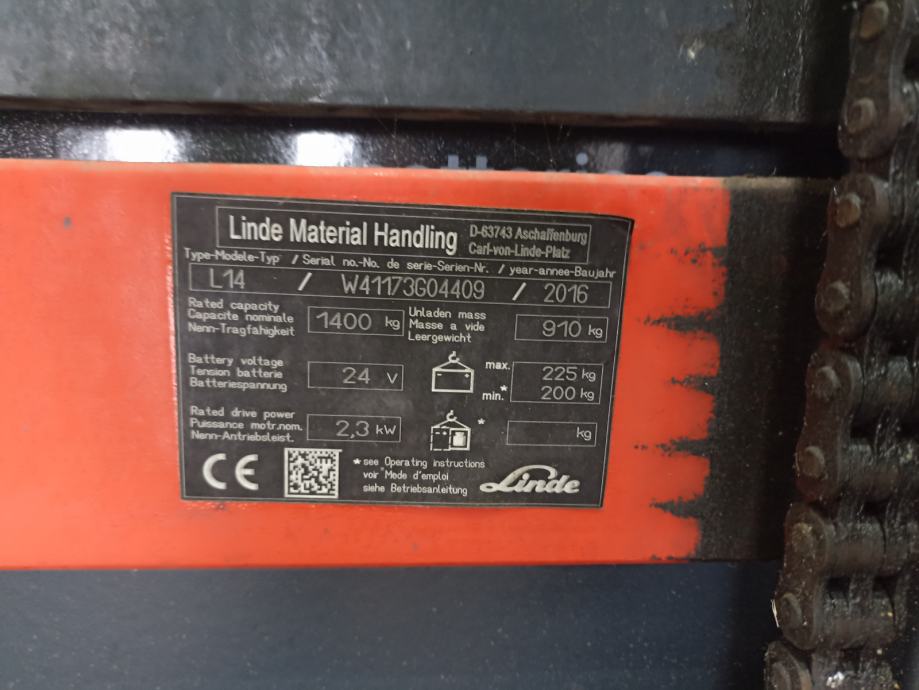 Linde Material Handling
D-63743 Aschaffenburg
Carl-von-Linde-Platz
Type-Modele-Typ / Serial no.-No. de serie-Serien-Nr. / year-annee-Baujahr
L14 / W41173G04409 / 2016
Rated capacity
Capacite nominale
Nenn-Tragfähigkeit
1400 kg
Unladen mass
Masse a vide
Leergewicht
910 kg
Battery voltage
Tension batterie
Batteriespannung
24 V
max. 225 kg
min.* 200 kg
Rated drive power
Puissance motr.nom.
Nenn-Antriebsleist.
2,3 kW
*
kg
CE
* see Operating instructions
voir Mode d'emploi
siehe Betriebsanleitung
Linde